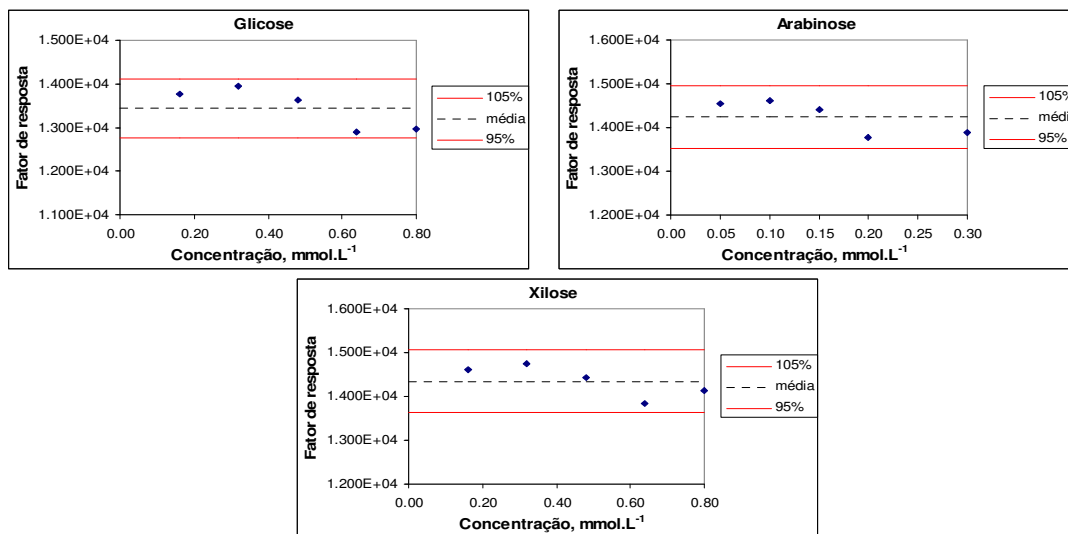 Glicose
Fator de resposta
1.500E+04
1.400E+04
1.300E+04
1.200E+04
1.100E+04
0.00 0.20 0.40 0.60 0.80
Concentração, mmol.L-1
105%
média
95%
Arabinose
Fator de resposta
1.600E+04
1.500E+04
1.400E+04
1.300E+04
1.200E+04
0.00 0.05 0.10 0.15 0.20 0.25 0.30
Concentração, mmol.L-1
105%
médi
95%
Xilose
Fator de resposta
1.600E+04
1.500E+04
1.400E+04
1.300E+04
1.200E+04
0.00 0.20 0.40 0.60 0.80
Concentração, mmol.L-1
105%
média
95%